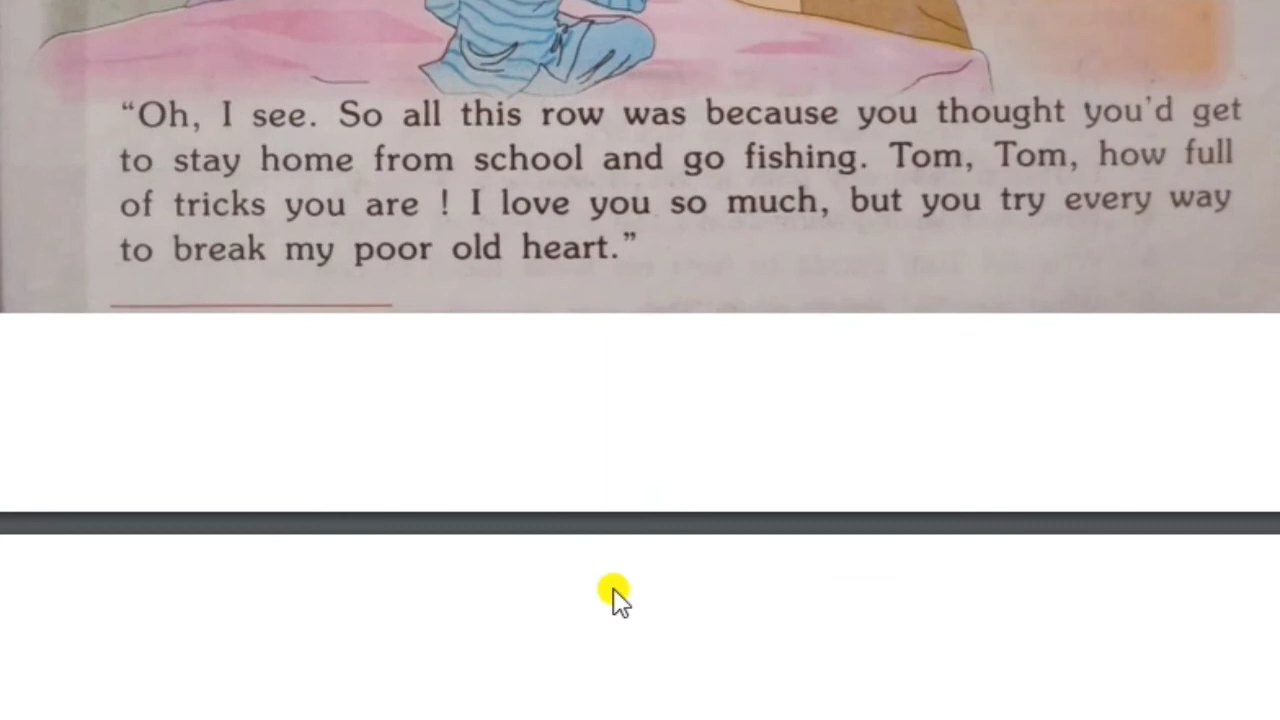 “Oh, I see. So all this row was because you thought you'd get
to stay home from school and go fishing. Tom, Tom, how full
of tricks you are ! I love you so much, but you try every way
to break my poor old heart.”